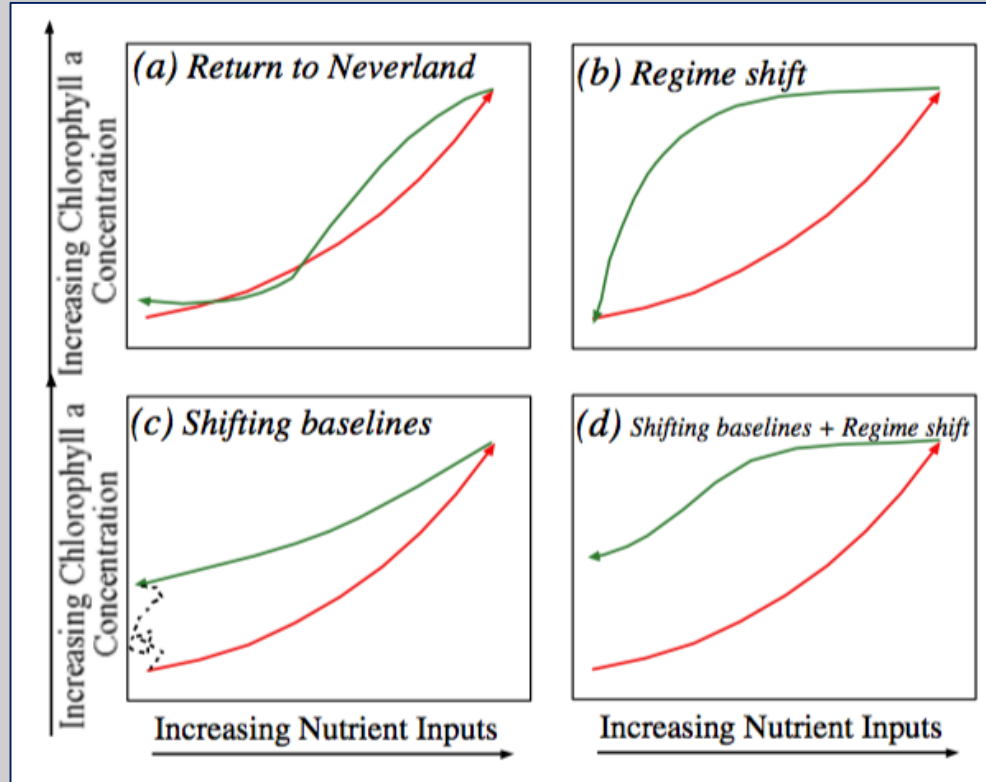 (a) Return to Neverland
(b) Regime shift
Increasing Chlorophyll a
Concentration
(c) Shifting baselines
(d) Shifting baselines + Regime shift
Increasing Chlorophyll a
Concentration
Increasing Nutrient Inputs
Increasing Nutrient Inputs